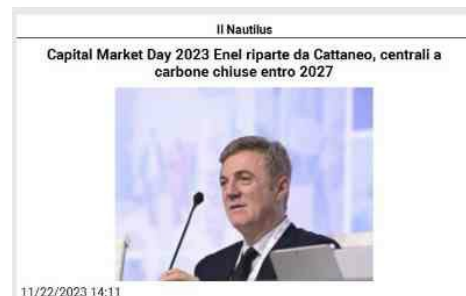 Il Nautilus
Capital Market Day 2023 Enel riparte da Cattaneo, centrali a
carbone chiuse entro 2027
11/22/2023 14:11